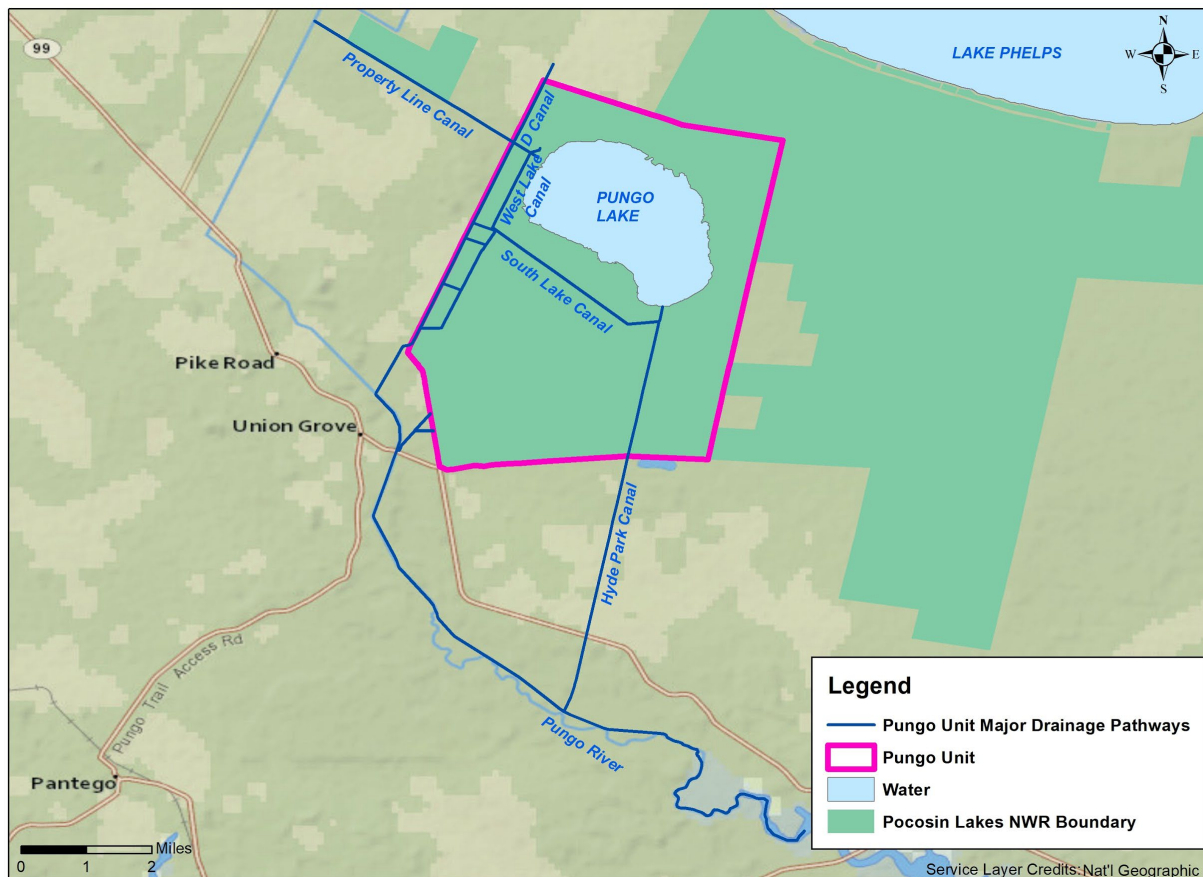 99
Property Line Canal
D Canal
West Lake
Canal
PUNGO
LAKE
South Lake Canal
LAKE PHELPS
N
W
E
S
Pike Road
Union Grove
Hyde Park Canal
Pungo Trail Access Rd
Pungo River
Pantego
Miles
0 1 2
Legend
Pungo Unit Major Drainage Pathways
Pungo Unit
Water
Pocosin Lakes NWR Boundary
Service Layer Credits: Nat'l Geographic